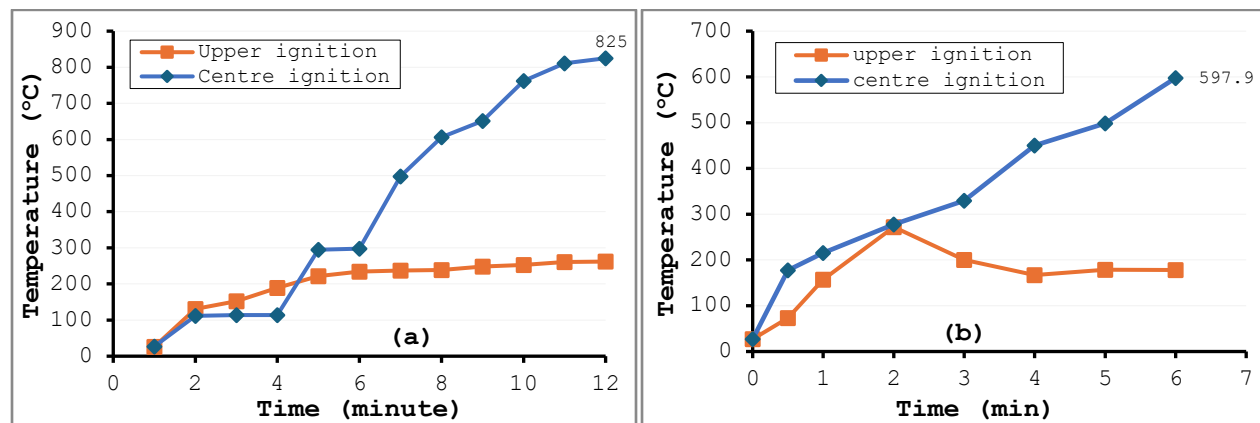 900
800
700
600
500
400
300
200
100
0
Temperature (°C)
Upper ignition
Centre ignition
825
(a)
0 2 4 6 8 10 12
Time (minute)
700
600
500
400
300
200
100
0
Temperature (°C)
upper ignition
centre ignition
597.9
(b)
0 1 2 3 4 5 6 7
Time (min)